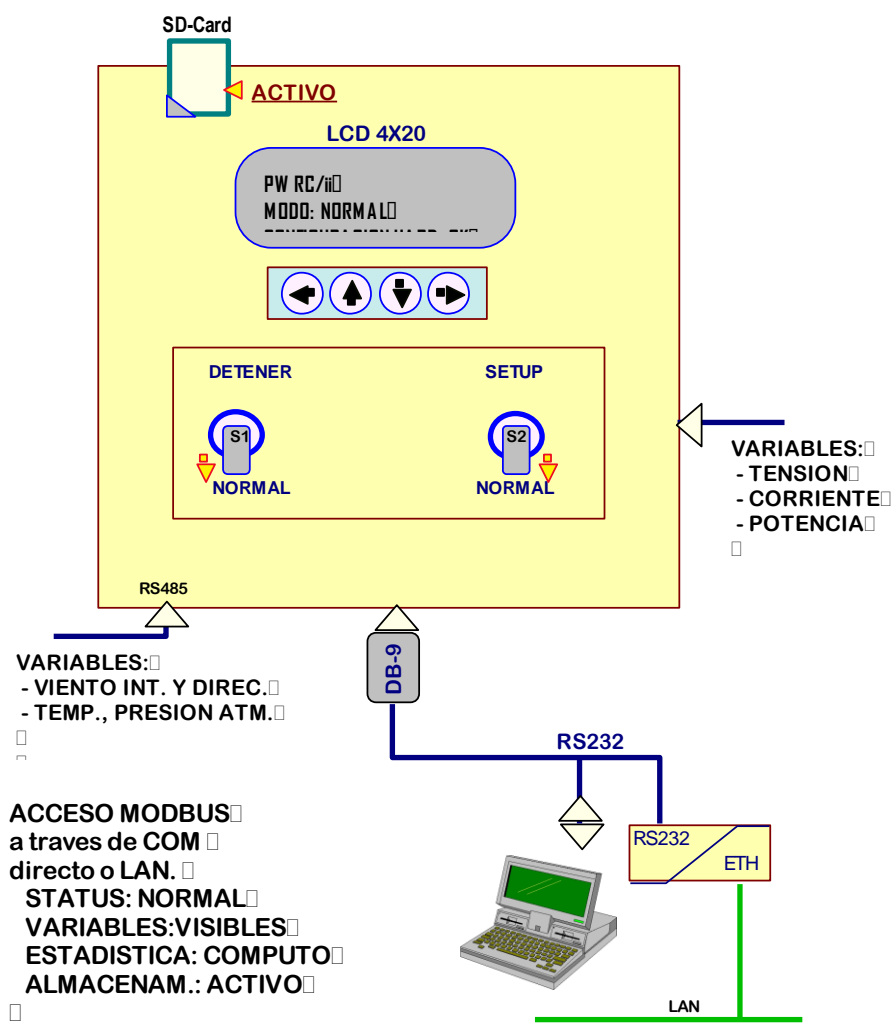 SD-Card
ACTIVO
LCD 4X20
PW RC/ii
MODO: NORMAL
DETENER
SETUP
S1
S2
NORMAL
NORMAL
VARIABLES:
- TENSION
- CORRIENTE
- POTENCIA
RS485
VARIABLES:
- VIENTO INT. Y DIREC.
- TEMP., PRESION ATM.
DB-9
RS232
RS232
ETH
ACCESO MODBUS
a traves de COM
directo o LAN.
STATUS: NORMAL
VARIABLES:VISIBLES
ESTADISTICA: COMPUTO
ALMACENAM.: ACTIVO
LAN